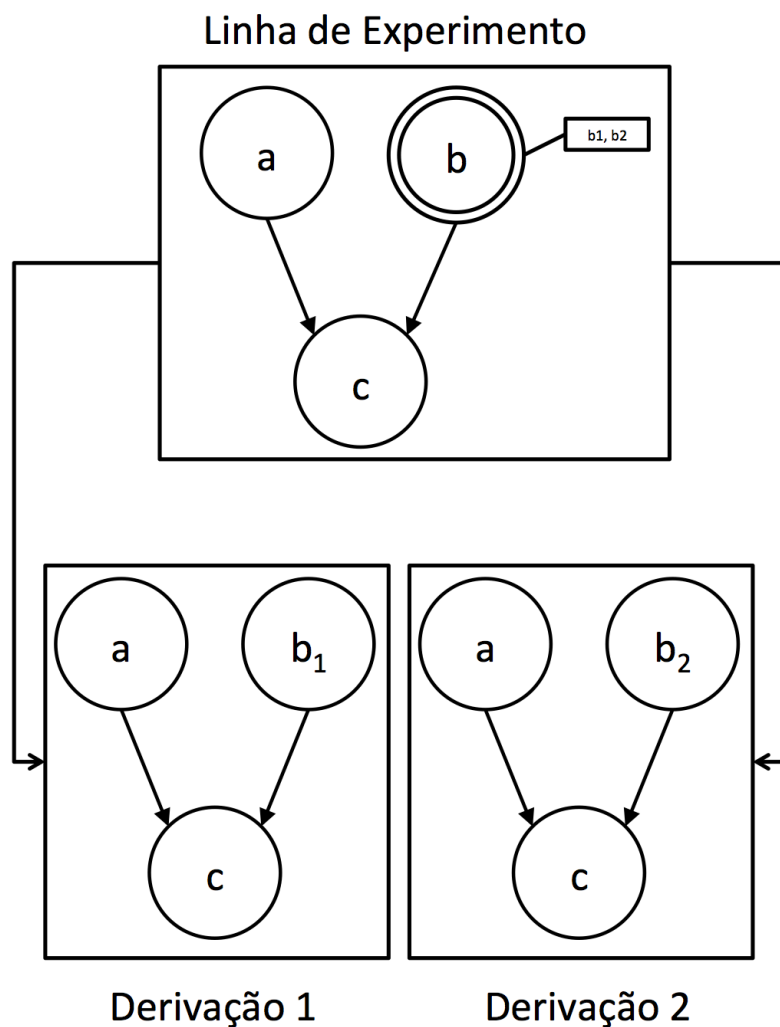 Linha de Experimento
a
b
b1, b2
c
a
b₁
a
b₂
c
c
Derivação 1
Derivação 2